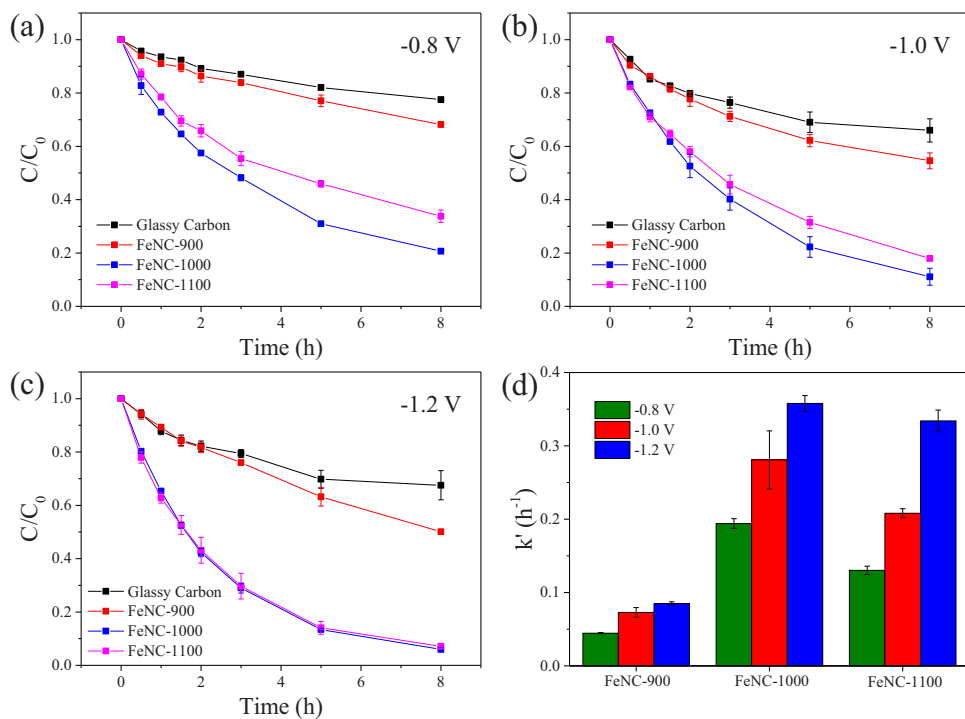 (a)
-0.8 V
C/C₀
1.0
0.8
0.6
0.4
0.2
0.0
Glassy Carbon
FeNC-900
FeNC-1000
FeNC-1100
0 2 4 6 8
Time (h)
(b)
-1.0 V
C/C₀
1.0
0.8
0.6
0.4
0.2
0.0
Glassy Carbon
FeNC-900
FeNC-1000
FeNC-1100
0 2 4 6 8
Time (h)
(c)
-1.2 V
C/C₀
1.0
0.8
0.6
0.4
0.2
0.0
Glassy Carbon
FeNC-900
FeNC-1000
FeNC-1100
0 2 4 6 8
Time (h)
(d)
k' (h⁻¹)
0.4
0.3
0.2
0.1
0.0
-0.8 V
-1.0 V
-1.2 V
FeNC-900 FeNC-1000 FeNC-1100